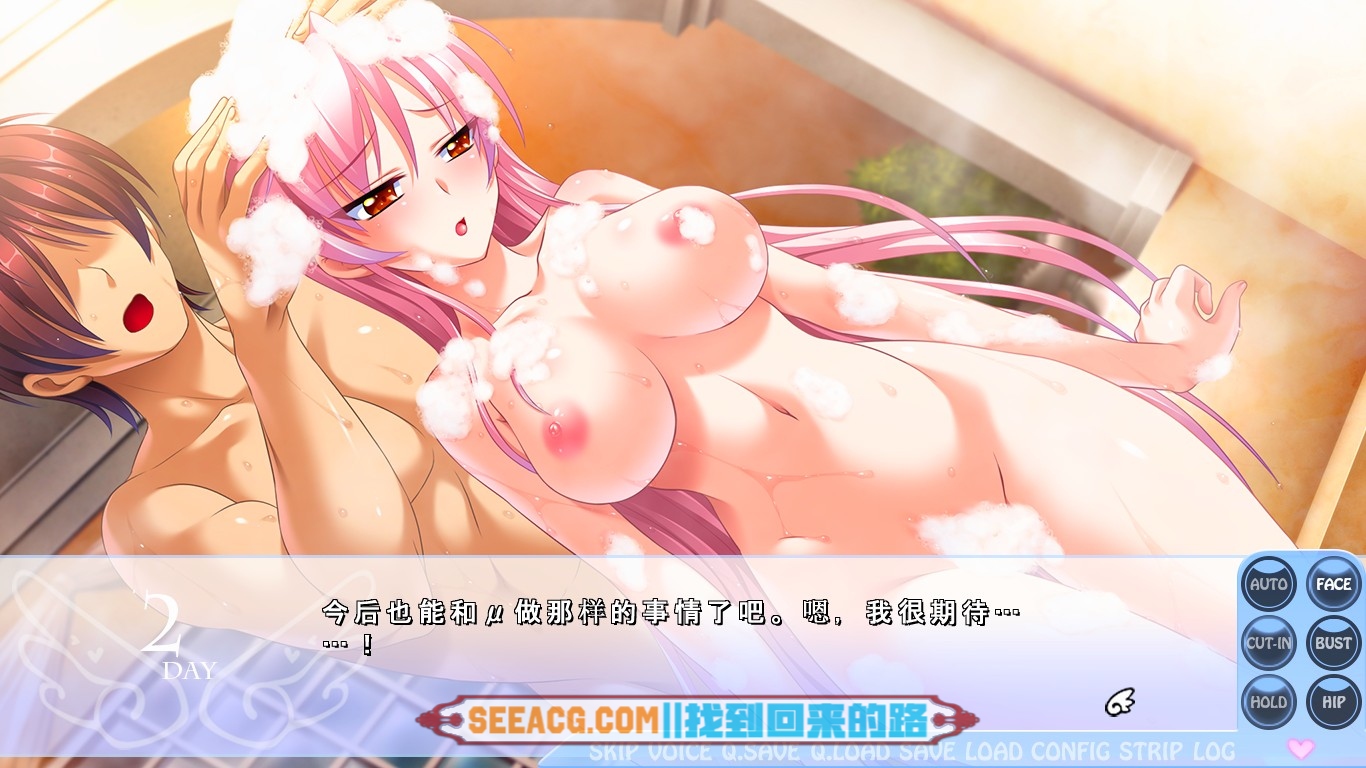 今后也能和μ做那样的事情了吧。嗯，我很期待…
…！
2
DAY
AUTO FACE
CUT-IN BUST
HOLD HIP
SEEACG.COM||找到回来的路
SKIP VOICE Q.SAVE Q.LOAD SAVE LOAD CONFIG STRIP LOG